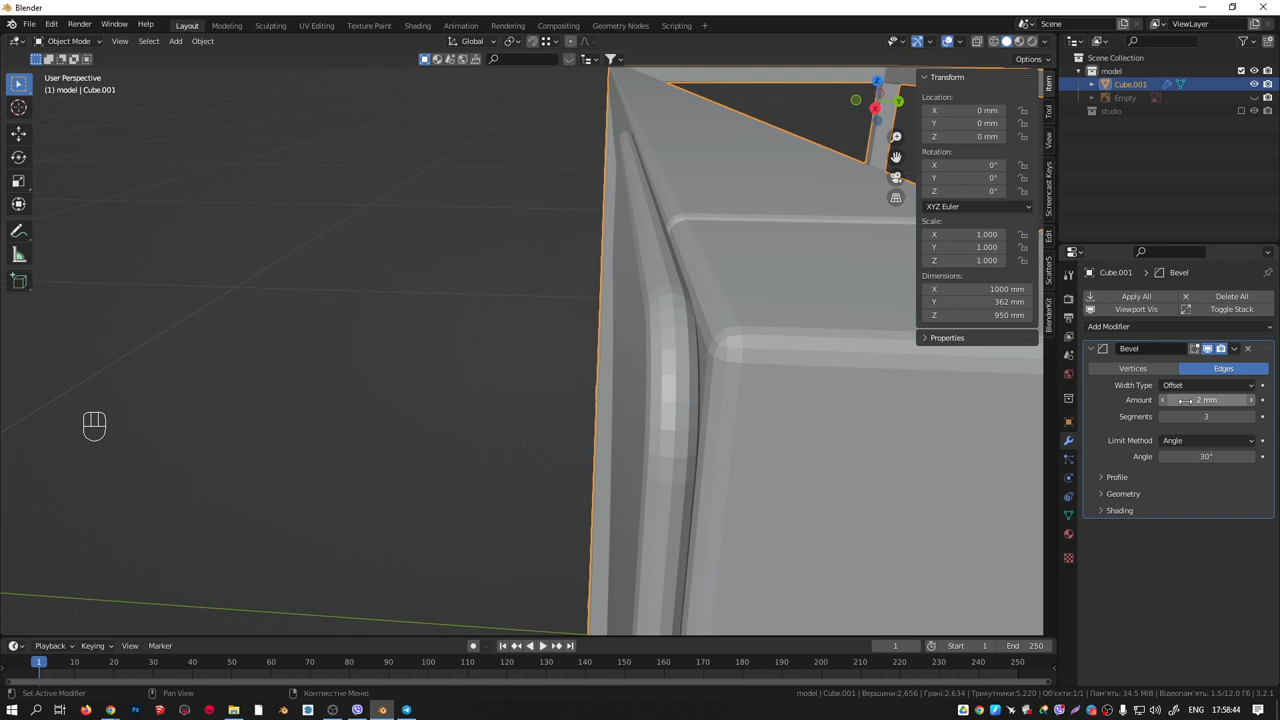 Blender
File Edit Render Window Help Layout Modeling Sculpting UV Editing Texture Paint Shading Animation Rendering Compositing Geometry Nodes Scripting Scene ViewLayer
Object Mode View Select Add Object Global
Options
User Perspective
(1) model | Cube.001
Z
Y
X
Transform
Location:
X 0 mm
Y 0 mm
Z 0 mm
Rotation:
X 0°
Y 0°
Z 0°
XYZ Euler
Scale:
X 1.000
Y 1.000
Z 1.000
Dimensions:
X 1000 mm
Y 362 mm
Z 950 mm
Properties
Item
Tool
View
Screencast Keys
Edit
Scatter5
BlenderKit
Scene Collection
model
Cube.001
Empty
studio
Cube.001 Bevel
Apply All Delete All
Viewport Vis Toggle Stack
Add Modifier
Bevel
Vertices Edges
Width Type Offset
Amount 2 mm
Segments 3
Limit Method Angle
Angle 30°
Profile
Geometry
Shading
Playback Keying View Marker 1 Start 1 End 250
1 10 20 30 40 50 60 70 80 90 100 110 120 130 140 150 160 170 180 190 200 210 220 230 240 250
Set Active Modifier Pan View Контекстне Меню model | Cube.001 | Вершини:2,656 | Грані:2,634 | Трикутники:5,220 | Об'єкти:1/1 | Пам'ять: 34.5 MiB | Відеопам'ять: 1.5/12.0 GiB | 3.2.1
ENG 17:58:44